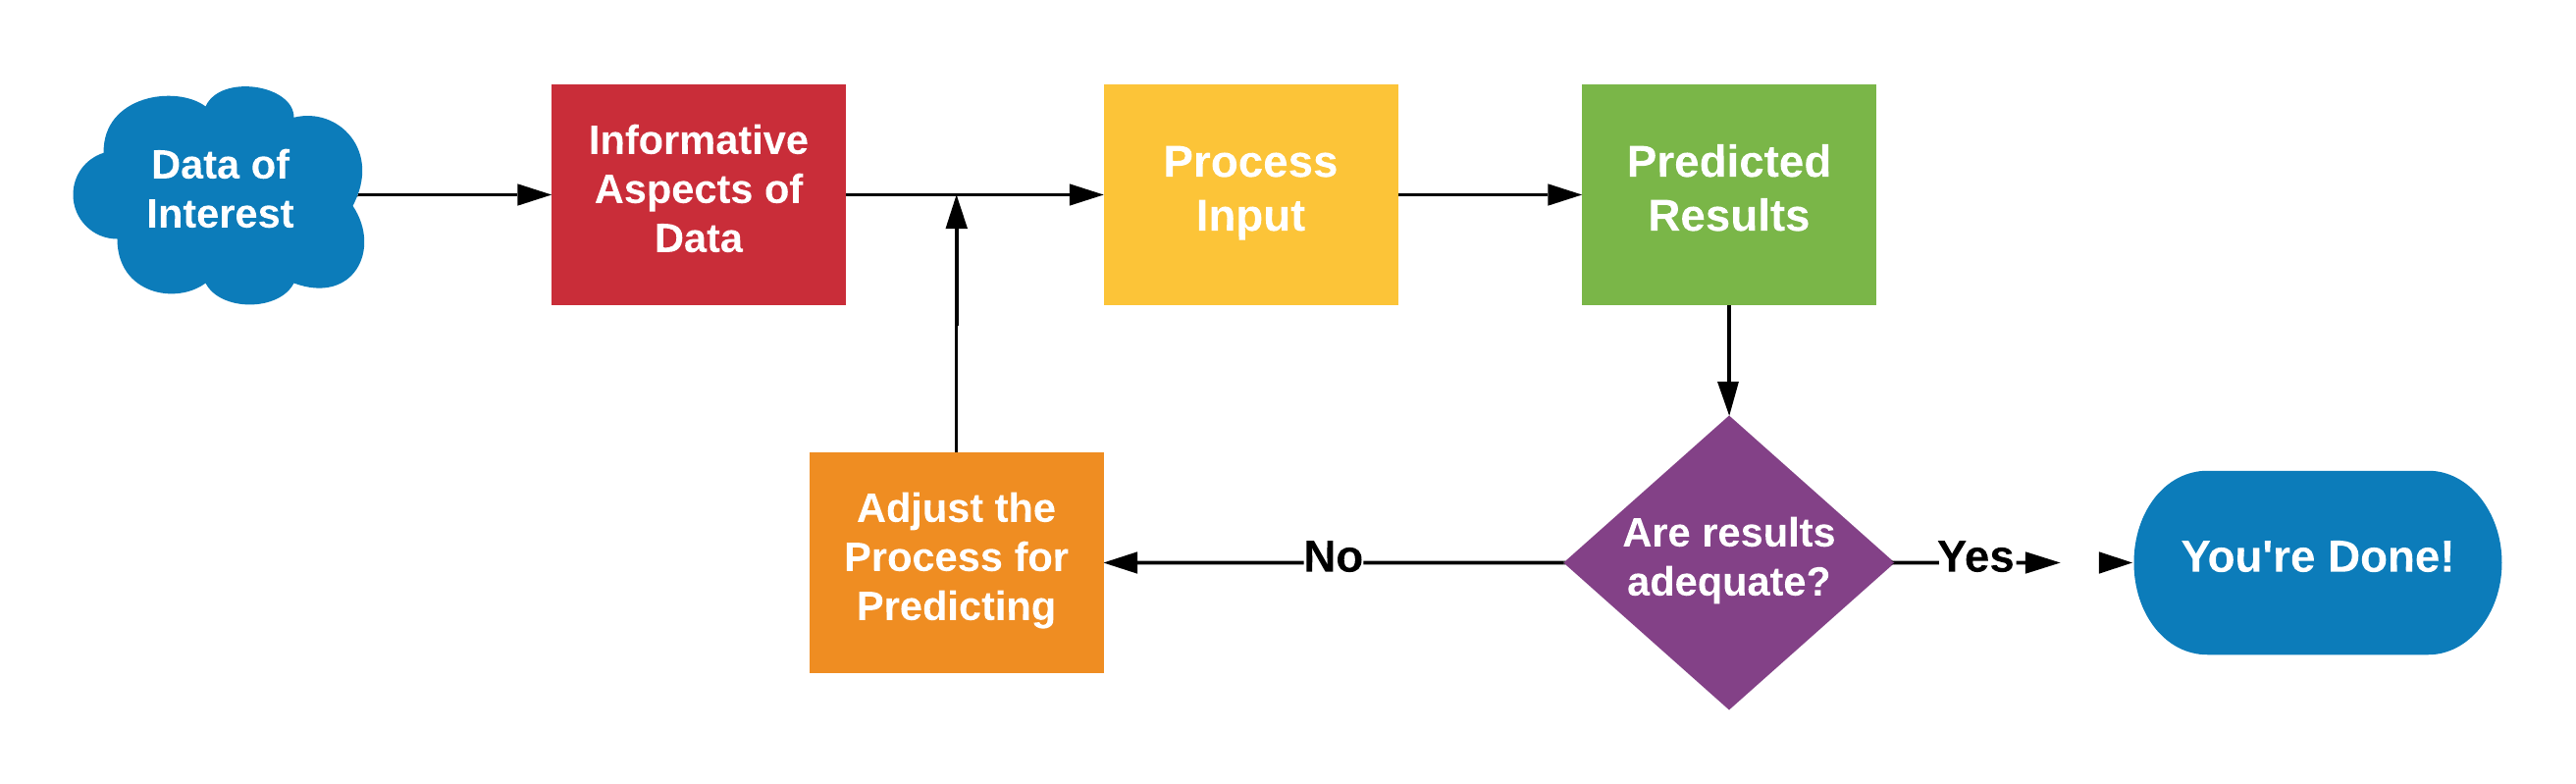 Data of
Interest
Informative
Aspects of
Data
Process
Input
Predicted
Results
Adjust the
Process for
Predicting
No
Are results
adequate?
Yes
You're Done!